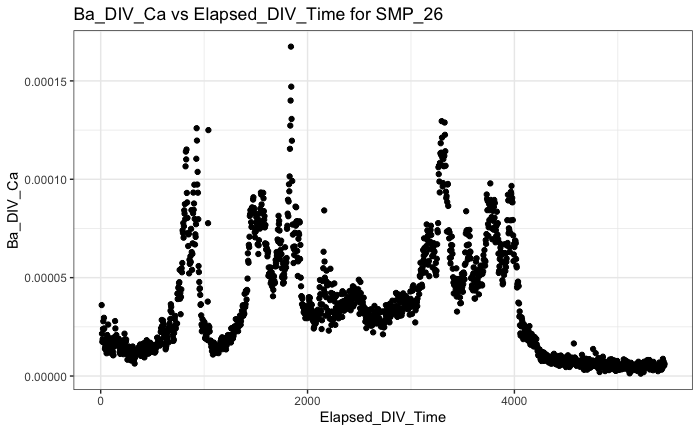 Ba_DIV_Ca vs Elapsed_DIV_Time for SMP_26
0.00015
0.00010
0.00005
0.00000
Ba_DIV_Ca
0
2000
4000
Elapsed_DIV_Time